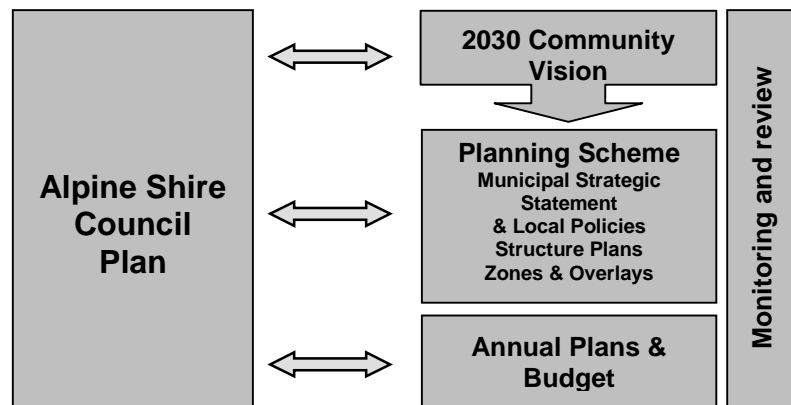 Alpine Shire
Council
Plan
2030 Community
Vision
Planning Scheme
Municipal Strategic
Statement
& Local Policies
Structure Plans
Zones & Overlays
Annual Plans &
Budget
Monitoring and review